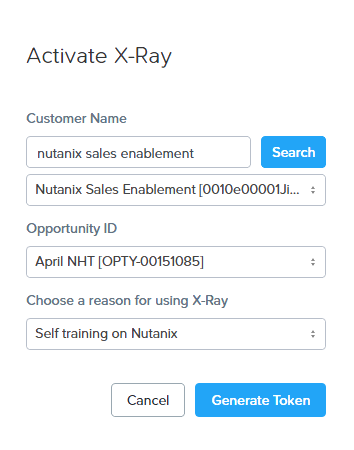 Activate X-Ray
Customer Name
nutanix sales enablement
Search
Nutanix Sales Enablement [0010e00001Ji...
Opportunity ID
April NHT [OPTY-00151085]
Choose a reason for using X-Ray
Self training on Nutanix
Cancel
Generate Token